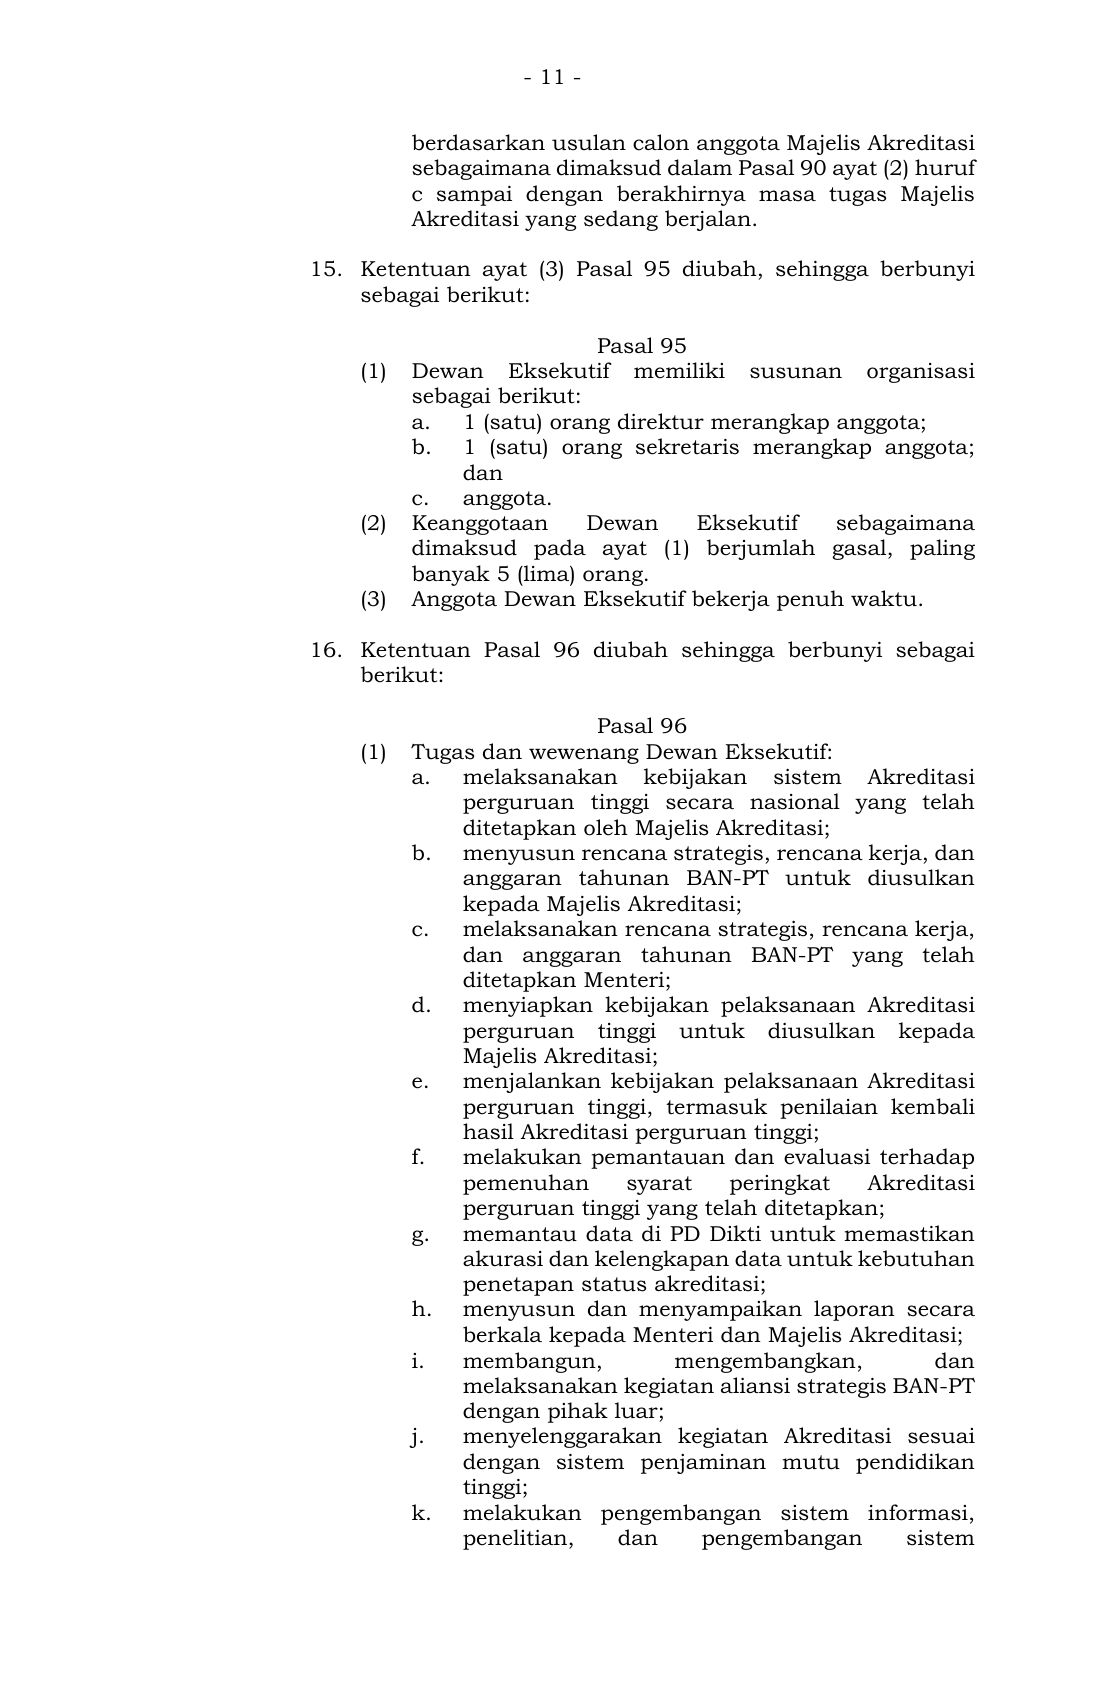 - 11 -
berdasarkan usulan calon anggota Majelis Akreditasi
sebagaimana dimaksud dalam Pasal 90 ayat (2) huruf
c sampai dengan berakhirnya masa tugas Majelis
Akreditasi yang sedang berjalan.
15. Ketentuan ayat (3) Pasal 95 diubah, sehingga berbunyi
sebagai berikut:
Pasal 95
(1) Dewan Eksekutif memiliki susunan organisasi
sebagai berikut:
a. 1 (satu) orang direktur merangkap anggota;
b. 1 (satu) orang sekretaris merangkap anggota;
dan
c. anggota.
(2) Keanggotaan Dewan Eksekutif sebagaimana
dimaksud pada ayat (1) berjumlah gasal, paling
banyak 5 (lima) orang.
(3) Anggota Dewan Eksekutif bekerja penuh waktu.
16. Ketentuan Pasal 96 diubah sehingga berbunyi sebagai
berikut:
Pasal 96
(1) Tugas dan wewenang Dewan Eksekutif:
a. melaksanakan kebijakan sistem Akreditasi
perguruan tinggi secara nasional yang telah
ditetapkan oleh Majelis Akreditasi;
b. menyusun rencana strategis, rencana kerja, dan
anggaran tahunan BAN-PT untuk diusulkan
kepada Majelis Akreditasi;
c. melaksanakan rencana strategis, rencana kerja,
dan anggaran tahunan BAN-PT yang telah
ditetapkan Menteri;
d. menyiapkan kebijakan pelaksanaan Akreditasi
perguruan tinggi untuk diusulkan kepada
Majelis Akreditasi;
e. menjalankan kebijakan pelaksanaan Akreditasi
perguruan tinggi, termasuk penilaian kembali
hasil Akreditasi perguruan tinggi;
f. melakukan pemantauan dan evaluasi terhadap
pemenuhan syarat peringkat Akreditasi
perguruan tinggi yang telah ditetapkan;
g. memantau data di PD Dikti untuk memastikan
akurasi dan kelengkapan data untuk kebutuhan
penetapan status akreditasi;
h. menyusun dan menyampaikan laporan secara
berkala kepada Menteri dan Majelis Akreditasi;
i. membangun, mengembangkan, dan
melaksanakan kegiatan aliansi strategis BAN-PT
dengan pihak luar;
j. menyelenggarakan kegiatan Akreditasi sesuai
dengan sistem penjaminan mutu pendidikan
tinggi;
k. melakukan pengembangan sistem informasi,
penelitian, dan pengembangan sistem